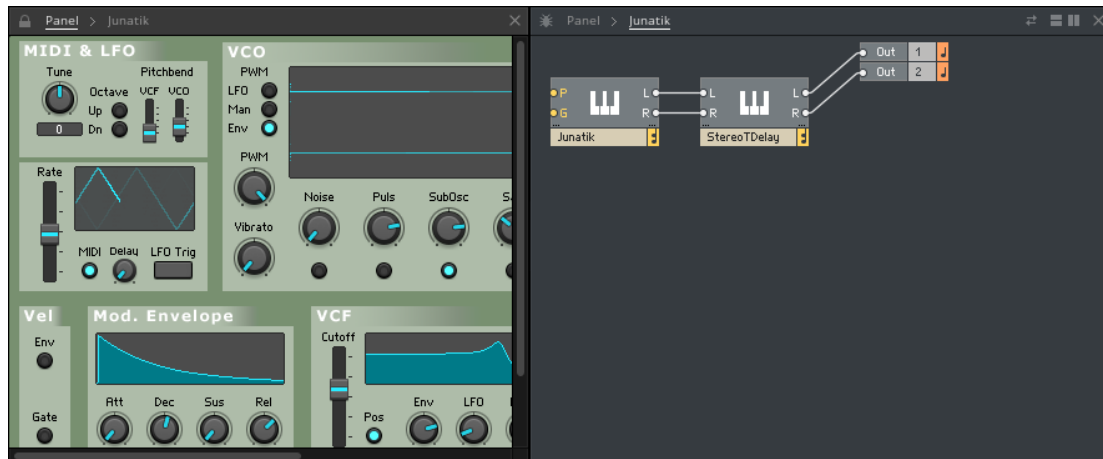 Panel > Junatik
MIDI & LFO
Tune
Pitchbend
Octave
VCF
VCO
Up
0
Dn
Rate
MIDI
Delay
LFO Trig
VCO
PWM
LFO
Man
Env
PWM
Noise
Puls
SubOsc
Vibrato
Vel
Env
Gate
Mod. Envelope
Att
Dec
Sus
Rel
VCF
Cutoff
Pos
Env
LFO
Panel > Junatik
Out 1
Out 2
P
L
G
R
...
Junatik
L
L
R
R
...
StereoTDelay